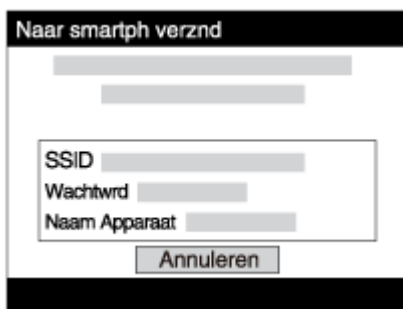 Naar smartph verznd
SSID
Wachtwrd
Naam Apparaat
Annuleren